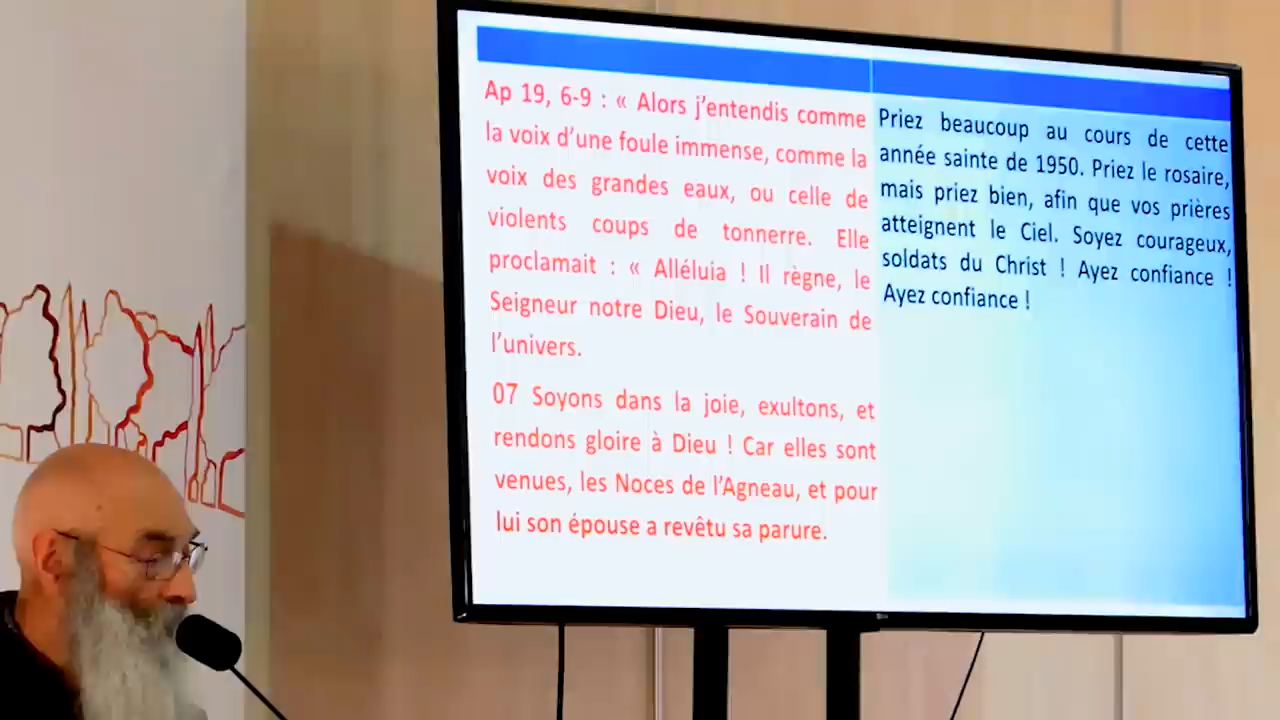 Ap 19, 6-9 : « Alors j’entendis comme
la voix d’une foule immense, comme la
voix des grandes eaux, ou celle de
violents coups de tonnerre. Elle
proclamait : « Alléluia ! Il règne, le
Seigneur notre Dieu, le Souverain de
l’univers.
07 Soyons dans la joie, exultons, et
rendons gloire à Dieu ! Car elles sont
venues, les Noces de l’Agneau, et pour
lui son épouse a revêtu sa parure.
Priez beaucoup au cours de cette
année sainte de 1950. Priez le rosaire,
mais priez bien, afin que vos prières
atteignent le Ciel. Soyez courageux,
soldats du Christ ! Ayez confiance !
Ayez confiance !